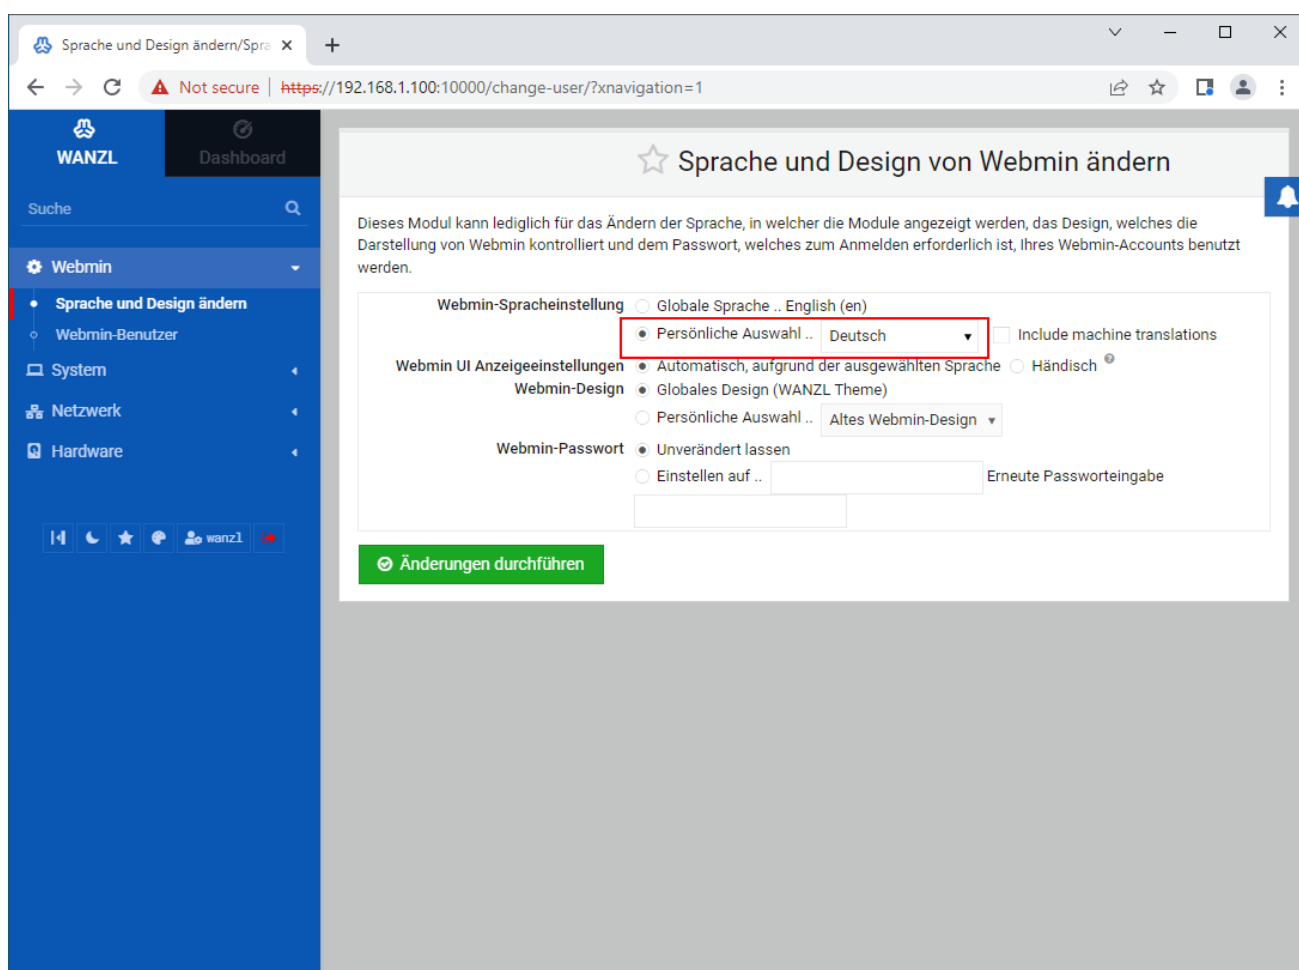 Sprache und Design ändern/Spra
Not secure | https://192.168.1.100:10000/change-user/?xnavigation=1
WANZL
Dashboard
Suche
Webmin
Sprache und Design ändern
Webmin-Benutzer
System
Netzwerk
Hardware
wanzl
Sprache und Design von Webmin ändern
Dieses Modul kann lediglich für das Ändern der Sprache, in welcher die Module angezeigt werden, das Design, welches die
Darstellung von Webmin kontrolliert und dem Passwort, welches zum Anmelden erforderlich ist, Ihres Webmin-Accounts benutzt
werden.
Webmin-Spracheinstellung Globale Sprache .. English (en)
Persönliche Auswahl .. Deutsch Include machine translations
Webmin UI Anzeigeeinstellungen Automatisch, aufgrund der ausgewählten Sprache Händisch
Webmin-Design Globales Design (WANZL Theme)
Persönliche Auswahl .. Altes Webmin-Design
Webmin-Passwort Unverändert lassen
Einstellen auf .. Erneute Passworteingabe
Änderungen durchführen